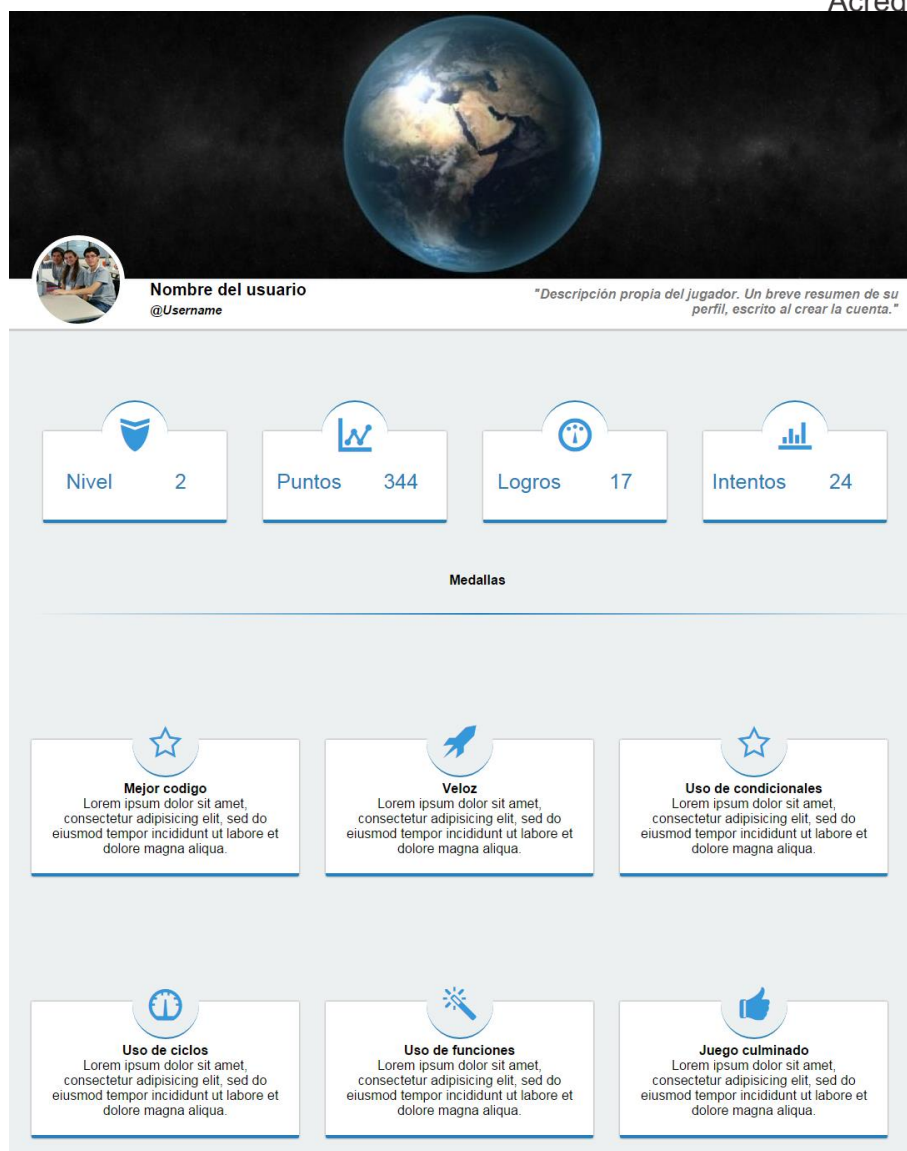 Acred
Nombre del usuario
@Username
"Descripción propia del jugador. Un breve resumen de su
perfil, escrito al crear la cuenta."
Nivel 2
Puntos 344
Logros 17
Intentos 24
Medallas
Mejor codigo
Lorem ipsum dolor sit amet,
consectetur adipisicing elit, sed do
eiusmod tempor incididunt ut labore et
dolore magna aliqua.
Veloz
Lorem ipsum dolor sit amet,
consectetur adipisicing elit, sed do
eiusmod tempor incididunt ut labore et
dolore magna aliqua.
Uso de condicionales
Lorem ipsum dolor sit amet,
consectetur adipisicing elit, sed do
eiusmod tempor incididunt ut labore et
dolore magna aliqua.
Uso de ciclos
Lorem ipsum dolor sit amet,
consectetur adipisicing elit, sed do
eiusmod tempor incididunt ut labore et
dolore magna aliqua.
Uso de funciones
Lorem ipsum dolor sit amet,
consectetur adipisicing elit, sed do
eiusmod tempor incididunt ut labore et
dolore magna aliqua.
Juego culminado
Lorem ipsum dolor sit amet,
consectetur adipisicing elit, sed do
eiusmod tempor incididunt ut labore et
dolore magna aliqua.